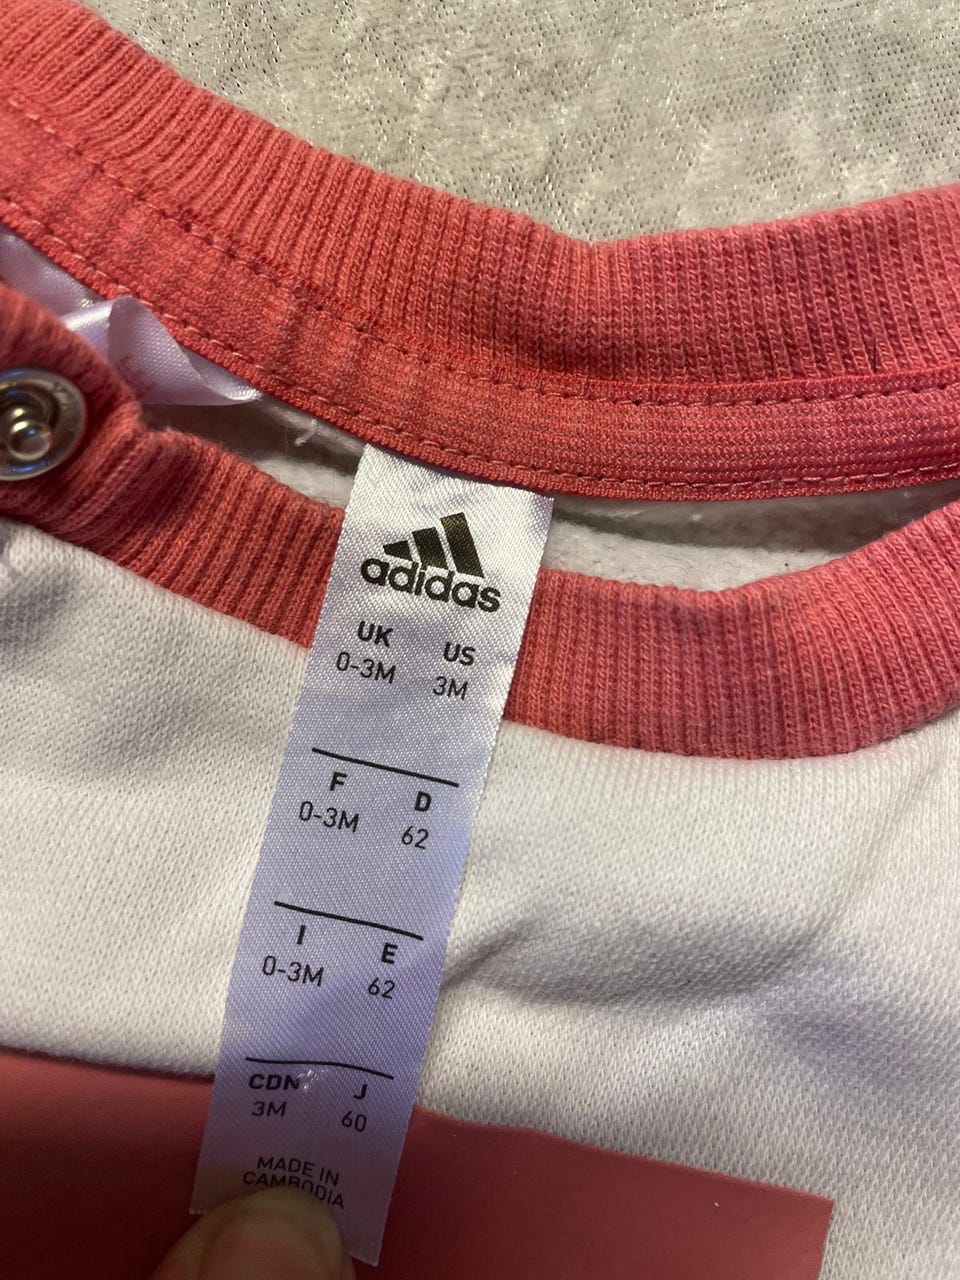 adidas
UK US
0-3M 3M
F D
0-3M 62
I E
0-3M 62
CDN J
3M 60
MADE IN
CAMBODIA